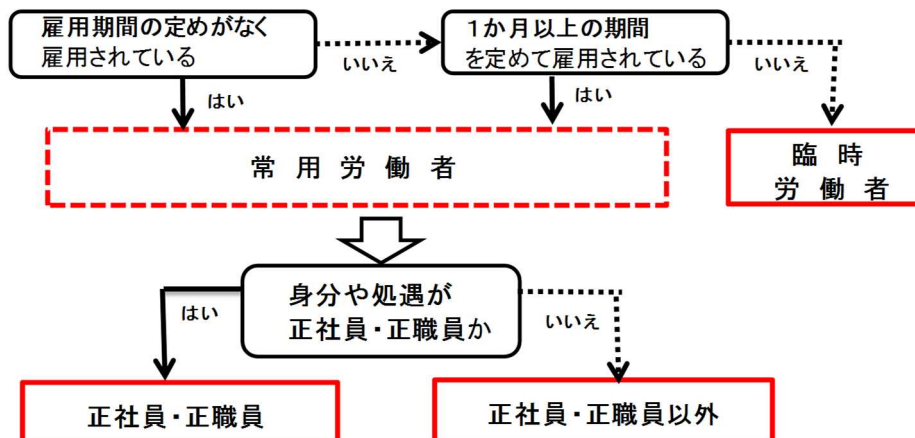 雇用期間の定めがなく
雇用されている
いいえ
１か月以上の期間
を定めて雇用されている
いいえ
はい
はい
常用労働者
臨時
労働者
身分や処遇が
正社員・正職員か
はい
いいえ
正社員・正職員
正社員・正職員以外